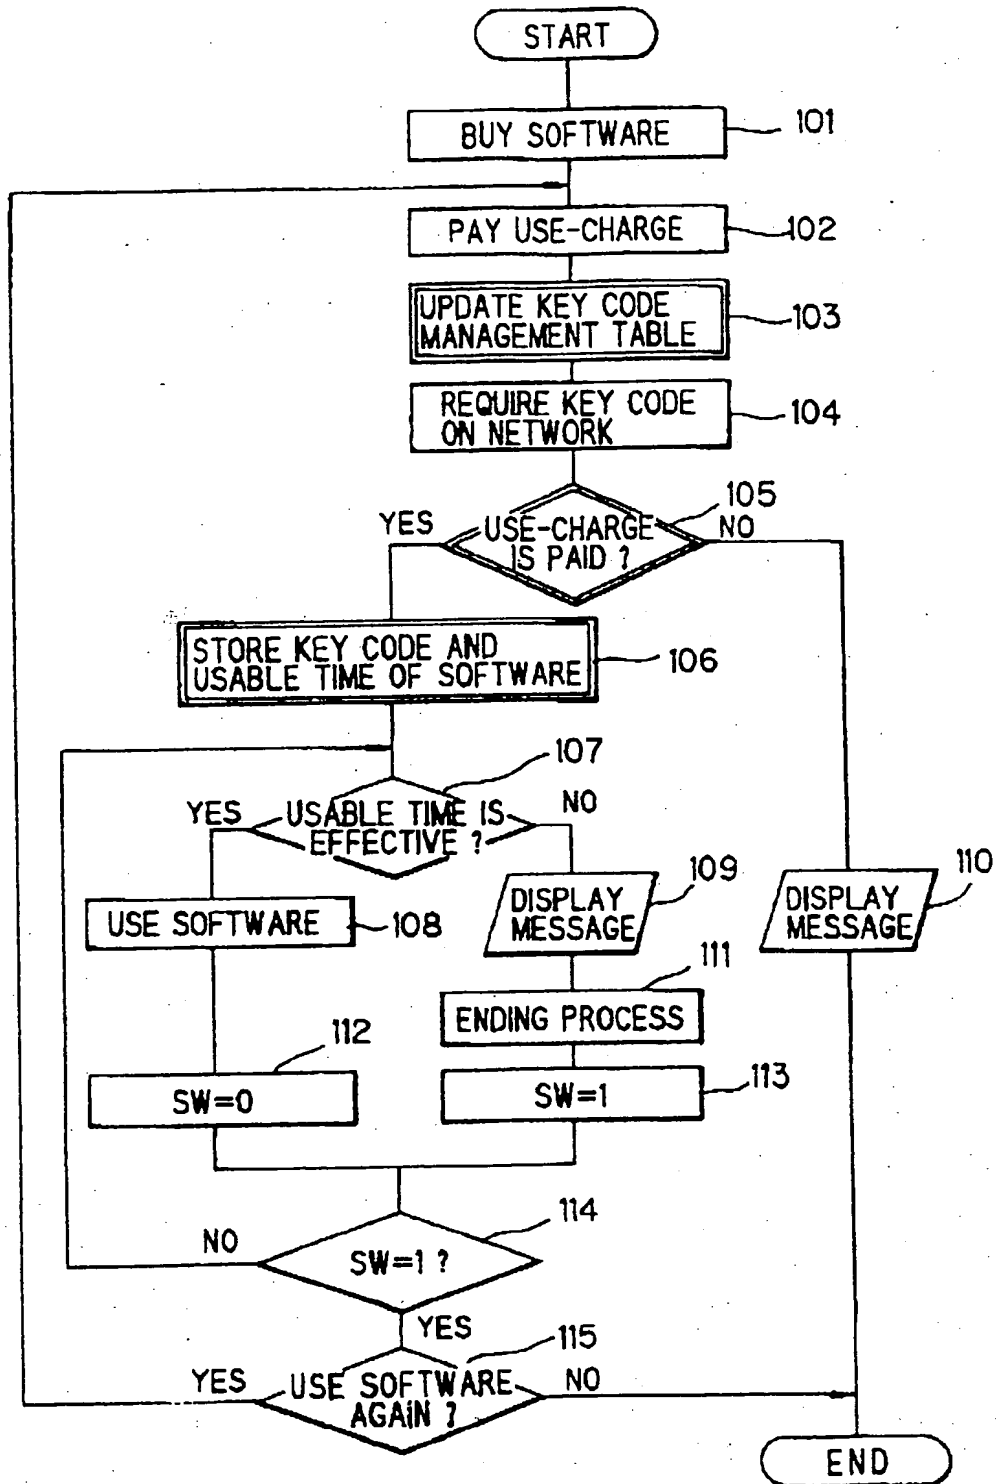 START
BUY SOFTWARE
101
PAY USE-CHARGE
102
UPDATE KEY CODE
MANAGEMENT TABLE
103
REQUIRE KEY CODE
ON NETWORK
104
105
YES
USE-CHARGE
IS PAID ?
NO
STORE KEY CODE AND
USABLE TIME OF SOFTWARE
106
107
YES
USABLE TIME IS
EFFECTIVE ?
NO
USE SOFTWARE
108
DISPLAY
MESSAGE
109
DISPLAY
MESSAGE
110
111
ENDING PROCESS
112
SW=0
SW=1
113
114
NO
SW=1 ?
YES
115
YES
USE SOFTWARE
AGAIN ?
NO
END